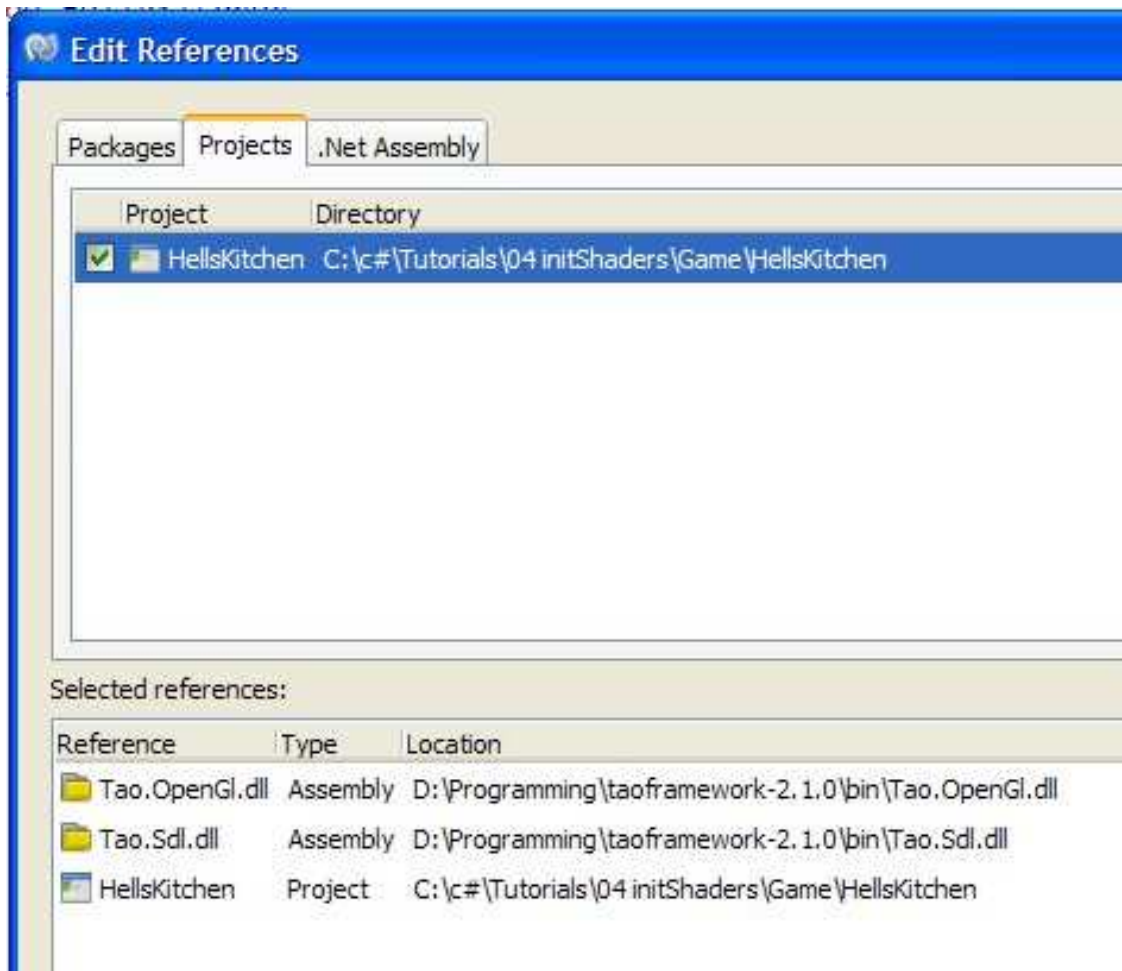 Edit References
Packages Projects .Net Assembly
Project Directory
HellsKitchen C:\c#\Tutorials\04 initShaders\Game\HellsKitchen
Selected references:
Reference Type Location
Tao.OpenGl.dll Assembly D:\Programming\taoframework-2.1.0\bin\Tao.OpenGl.dll
Tao.Sdl.dll Assembly D:\Programming\taoframework-2.1.0\bin\Tao.Sdl.dll
HellsKitchen Project C:\c#\Tutorials\04 initShaders\Game\HellsKitchen